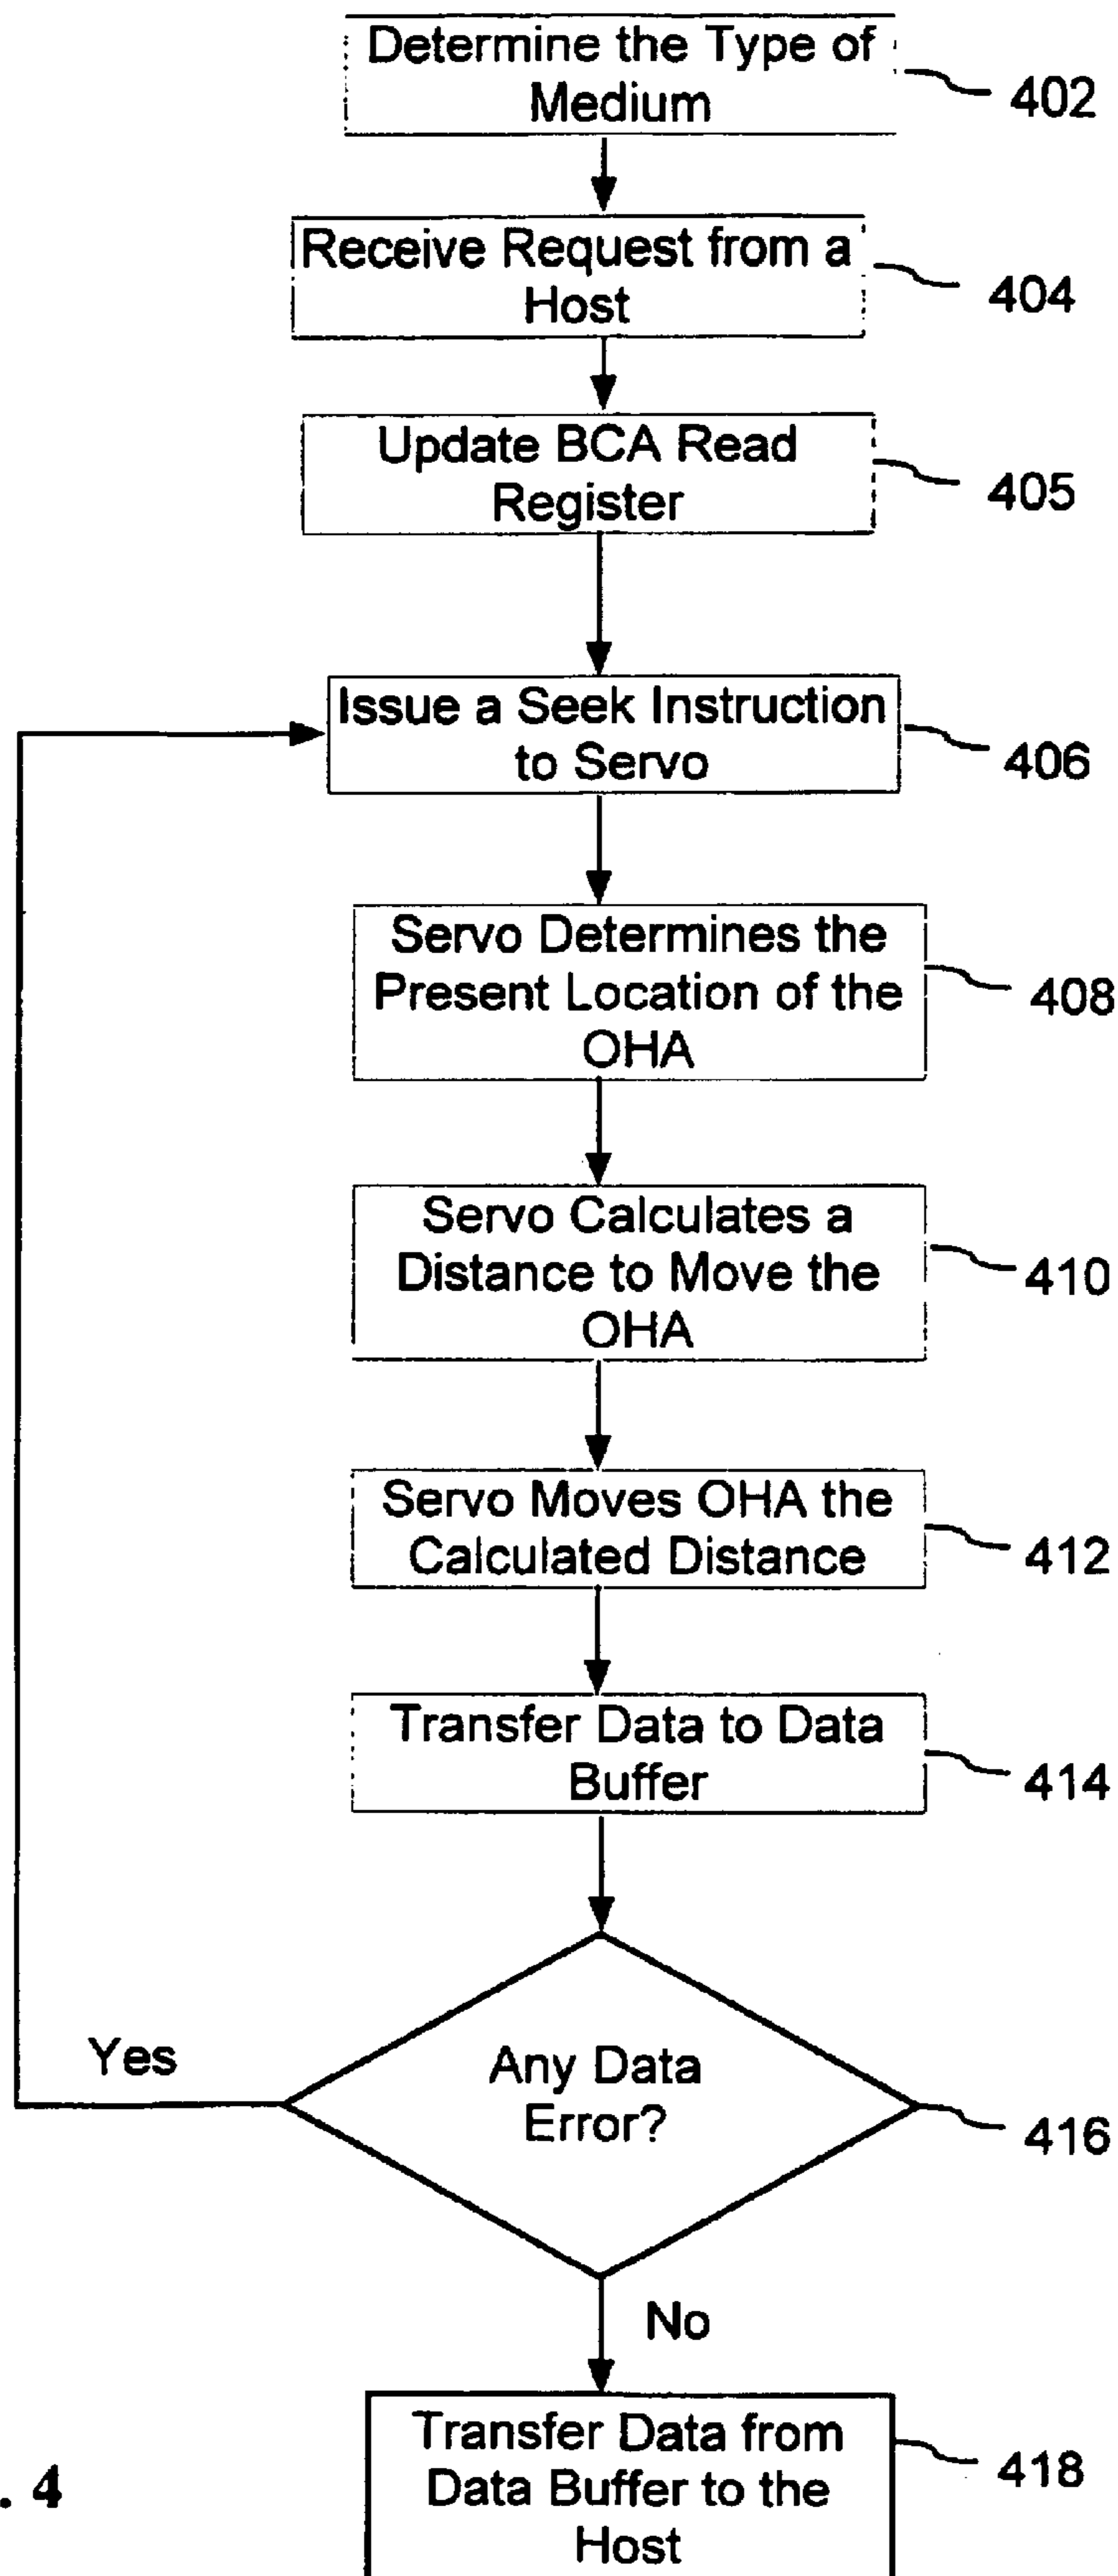 Determine the Type of
Medium
402
Receive Request from a
Host
404
Update BCA Read
Register
405
Issue a Seek Instruction
to Servo
406
Servo Determines the
Present Location of the
OHA
408
Servo Calculates a
Distance to Move the
OHA
410
Servo Moves OHA the
Calculated Distance
412
Transfer Data to Data
Buffer
414
Yes
Any Data
Error?
416
No
Transfer Data from
Data Buffer to the
Host
418
. 4